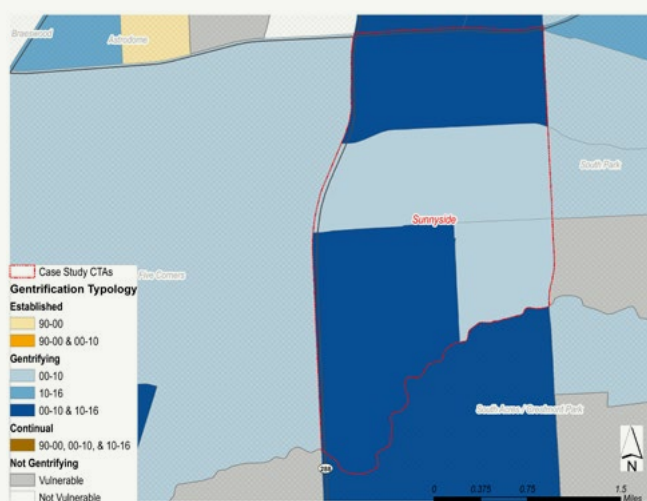 Braeswood
Astrodome
South Park
Sunnyside
Five Corners
South Acres / Crestmont Park
288
Case Study CTAs
Gentrification Typology
Established
90-00
90-00 & 00-10
Gentrifying
00-10
10-16
00-10 & 10-16
Continual
90-00, 00-10, & 10-16
Not Gentrifying
Vulnerable
Not Vulnerable
N
0 0.375 0.75 1.5
Miles